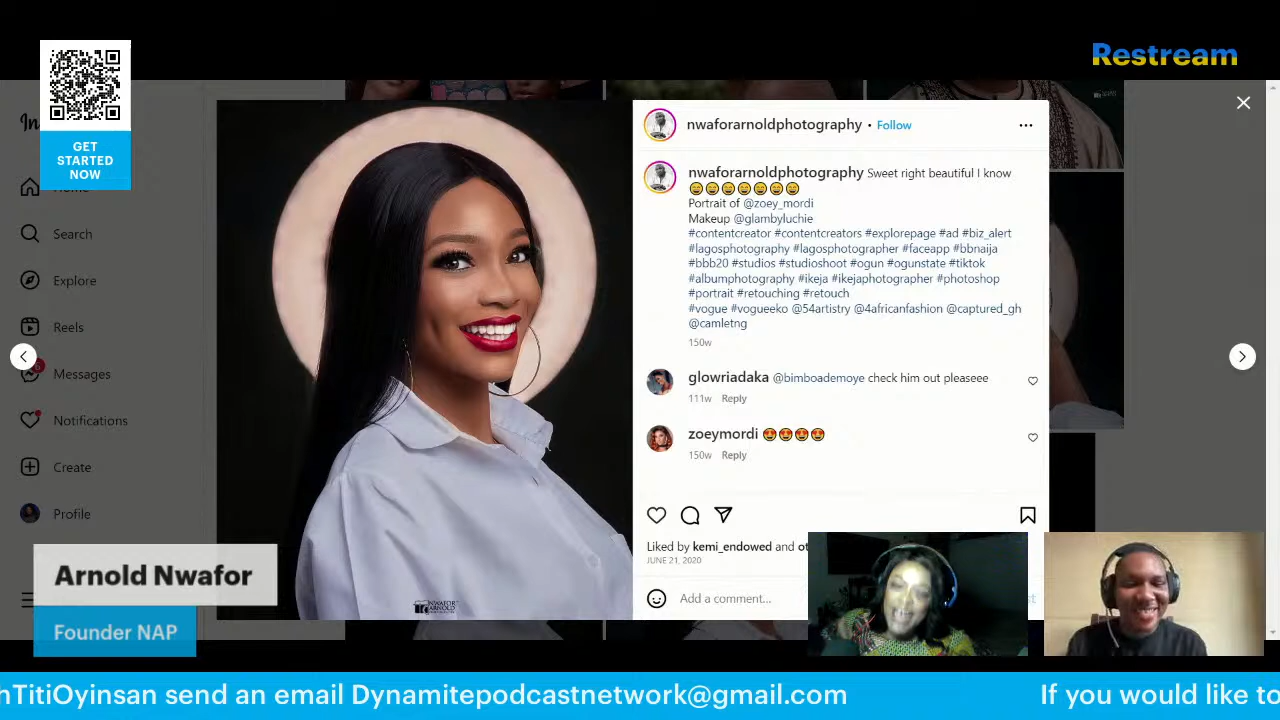 Restream
GET
STARTED
NOW
Home
Search
Explore
Reels
Messages
Notifications
Create
Profile
nwaforarnoldphotography • Follow
nwaforarnoldphotography Sweet right beautiful I know
😅😅😅😅😅😅😅
Portrait of @zoey_mordi
Makeup @glambyluchie
#contentcreator #contentcreators #explorepage #ad #biz_alert
#lagosphotography #lagosphotographer #faceapp #bbnaija
#bbb20 #studios #studioshoot #ogun #ogunstate #tiktok
#albumphotography #ikeja #ikejaphotographer #photoshop
#portrait #retouching #retouch
#vogue #vogueeko @54artistry @4africanfashion @captured_gh
@camletng
150w
glowriadaka @bimboademoye check him out pleaseee
111w Reply
zoeymordi 😍😍😍😍
150w Reply
Liked by kemi_endowed and
JUNE 21, 2020
Add a comment...
NWAFOR
ARNOLD
Arnold Nwafor
Founder NAP
hTitiOyinsan send an email Dynamitepodcastnetwork@gmail.com If you would like to